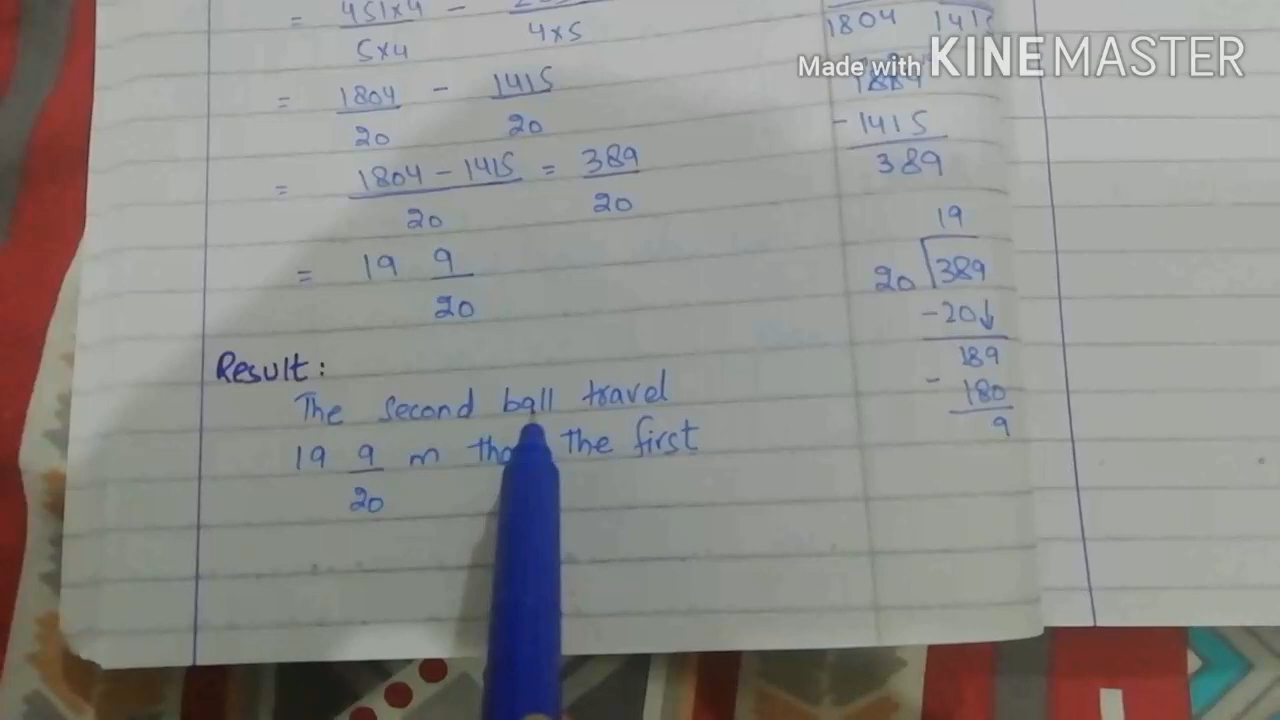 = 451x4 -
5x4 4x5
= 1804 - 1415
20 20
= 1804 - 1415 = 389
20 20
= 19 9
20
Result:
The second ball travel
19 9 m the first
20
1804 1415
Made with KINEMASTER
- 1415
389
19
20 389
-20↓
189
- 180
9